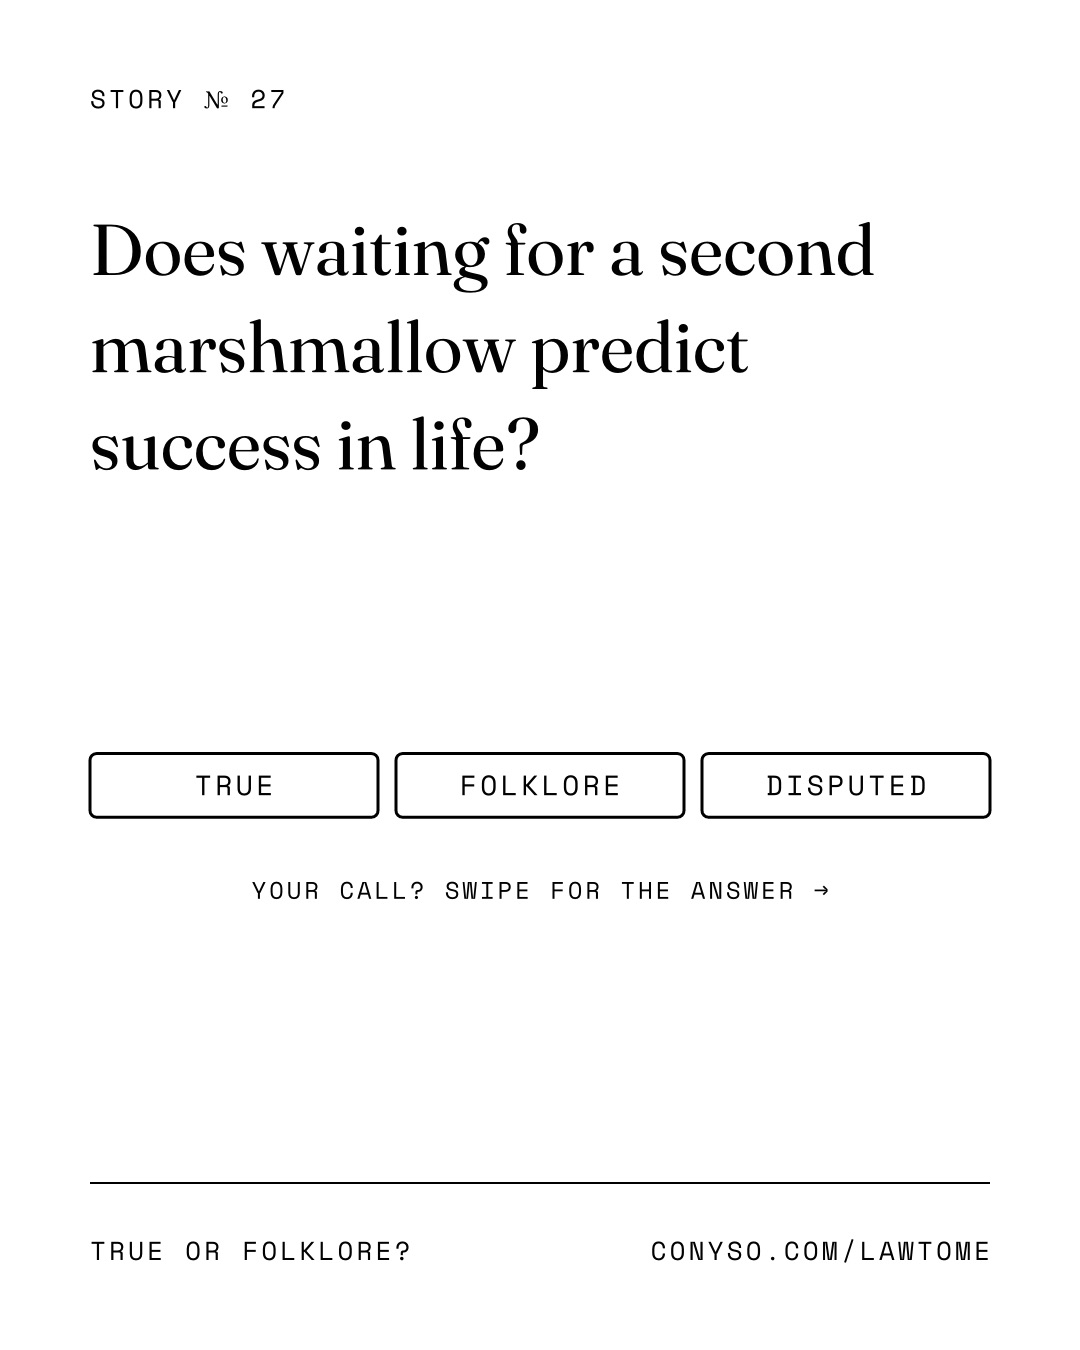 STORY № 27
Does waiting for a second
marshmallow predict
success in life?
TRUE
FOLKLORE
DISPUTED
YOUR CALL? SWIPE FOR THE ANSWER →
TRUE OR FOLKLORE?
CONYSO.COM/LAWTOME